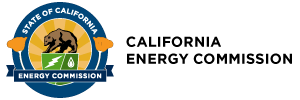 STATE OF CALIFORNIA
ENERGY COMMISSION
CALIFORNIA
ENERGY COMMISSION